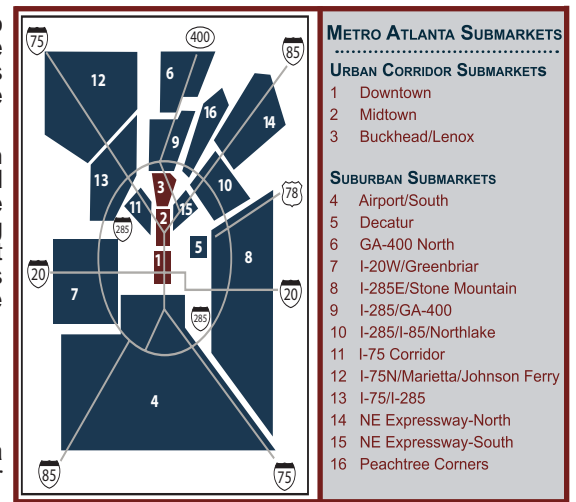 75
400
85
12
6
16
14
9
13
10
3
11
15
78
2
285
5
1
8
20
7
20
285
4
85
75
METRO ATLANTA SUBMARKETS
URBAN CORRIDOR SUBMARKETS
1 Downtown
2 Midtown
3 Buckhead/Lenox
SUBURBAN SUBMARKETS
4 Airport/South
5 Decatur
6 GA-400 North
7 I-20W/Greenbriar
8 I-285E/Stone Mountain
9 I-285/GA-400
10 I-285/I-85/Northlake
11 I-75 Corridor
12 I-75N/Marietta/Johnson Ferry
13 I-75/I-285
14 NE Expressway-North
15 NE Expressway-South
16 Peachtree Corners